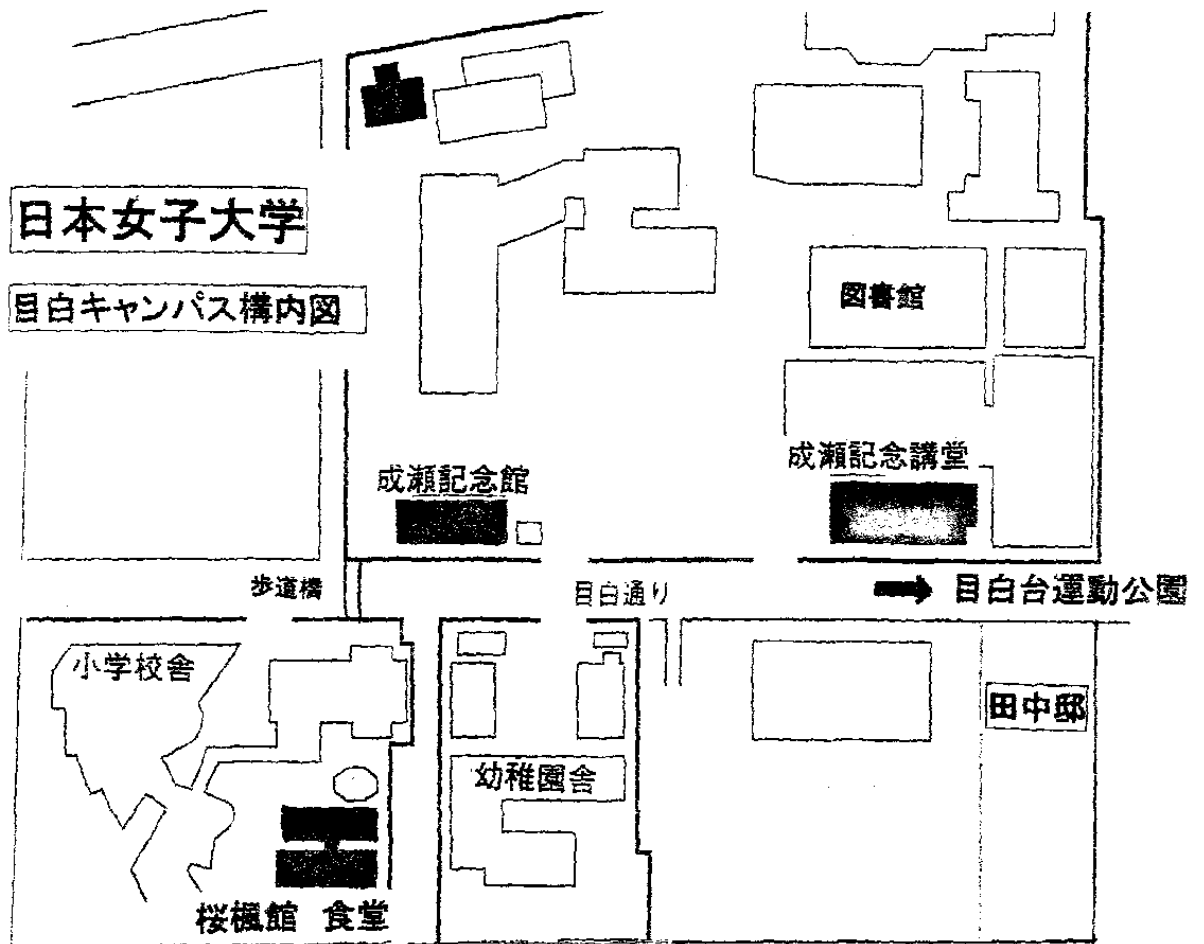 日本女子大学
目白キャンパス構内図
図書館
成瀬記念講堂
成瀬記念館
歩道橋
目白通り
目白台運動公園
小学校舎
田中邸
幼稚園舎
桜楓館 食堂